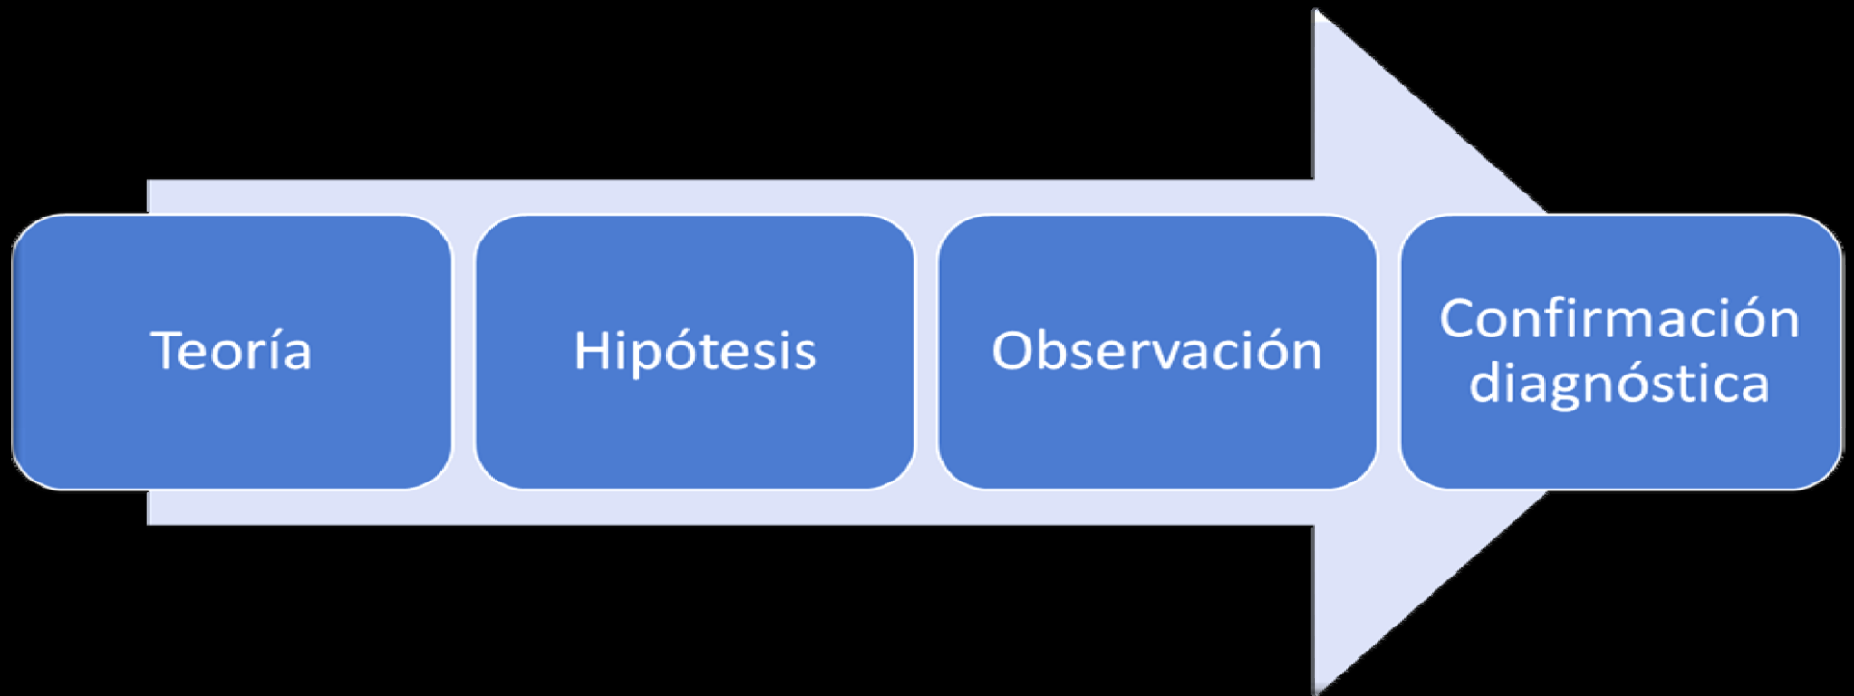 Teoría
Hipótesis
Observación
Confirmación
diagnóstica